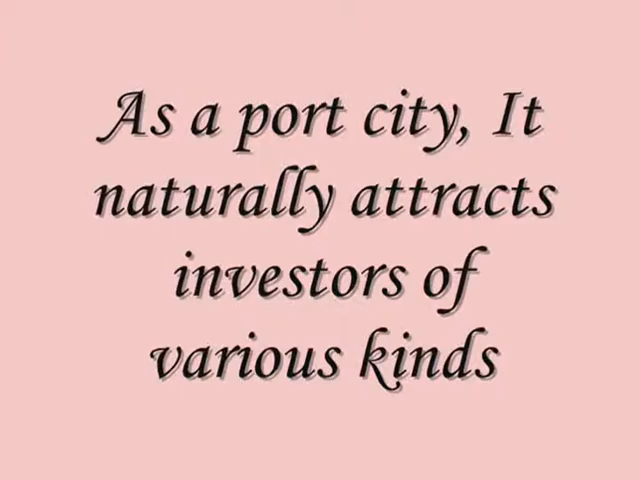 As a port city, It
naturally attracts
investors of
various kinds